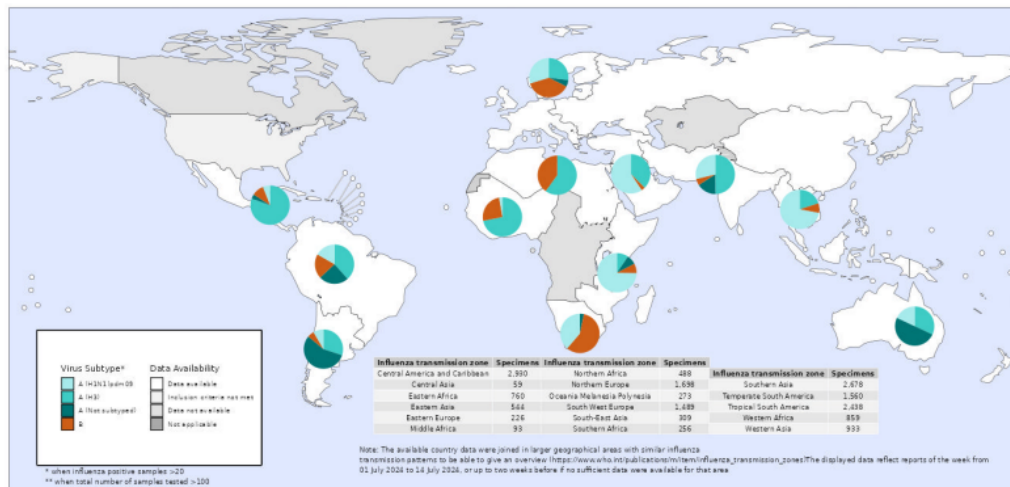 Virus Subtype*
A (H1N1)pdm09
A (H3)
A (Not subtyped)
B
Data Availability
Data available
Inclusion criteria not met
Data not available
Not applicable
* when influenza positive samples >20
** when total number of samples tested >100
Influenza transmission zone Specimens Influenza transmission zone Specimens
Central America and Caribbean 2,930 Northern Africa 488
Central Asia 59 Northern Europe 1,698
Eastern Africa 760 Oceania Melanesia Polynesia 273
Eastern Asia 544 South West Europe 1,489
Eastern Europe 226 South-East Asia 309
Middle Africa 93 Southern Africa 256
Influenza transmission zone Specimens
Southern Asia 2,678
Temperate South America 1,560
Tropical South America 2,438
Western Africa 859
Western Asia 933
Note: The available country data were joined in larger geographical areas with similar influenza
transmission patterns to be able to give an overview (https://www.who.int/publications/m/item/influenza_transmission_zones)The displayed data reflect reports of the week from
01 July 2024 to 14 July 2024, or up to two weeks before if no sufficient data were available for that area